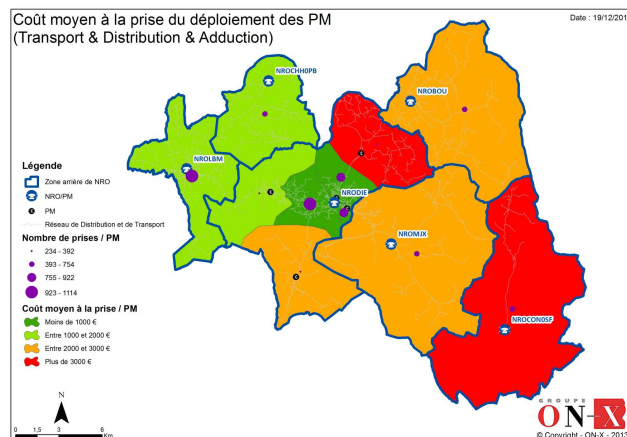 Coût moyen à la prise du déploiement des PM
(Transport & Distribution & Adduction)
Date : 19/12/201
NROCHH0PB
NROBOU
NROLBM
NRODIE
NROMJX
NROCON05F
Légende
Zone arrière de NRO
NRO/PM
PM
Réseau de Distribution et de Transport
Nombre de prises / PM
234 - 392
393 - 754
755 - 922
923 - 1114
Coût moyen à la prise / PM
Moins de 1000 €
Entre 1000 et 2000 €
Entre 2000 et 3000 €
Plus de 3000 €
N
0 1,5 3 6
Km
GROUPE
ON-X
© Copyright - ON-X - 2013